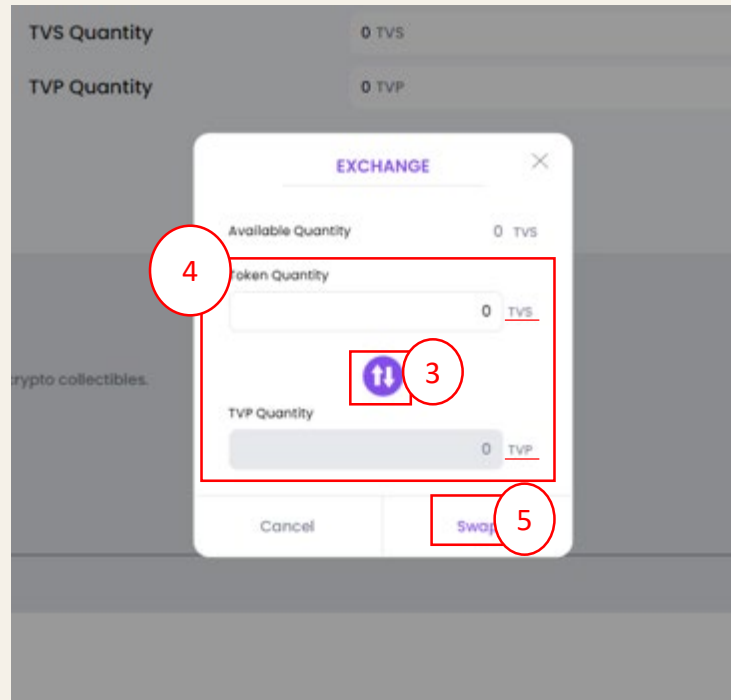 TVS Quantity 0 TVS
TVP Quantity 0 TVP
EXCHANGE
Available Quantity 0 TVS
4
Token Quantity
0 TVS
crypto collectibles.
3
TVP Quantity
0 TVP
Cancel Swap 5